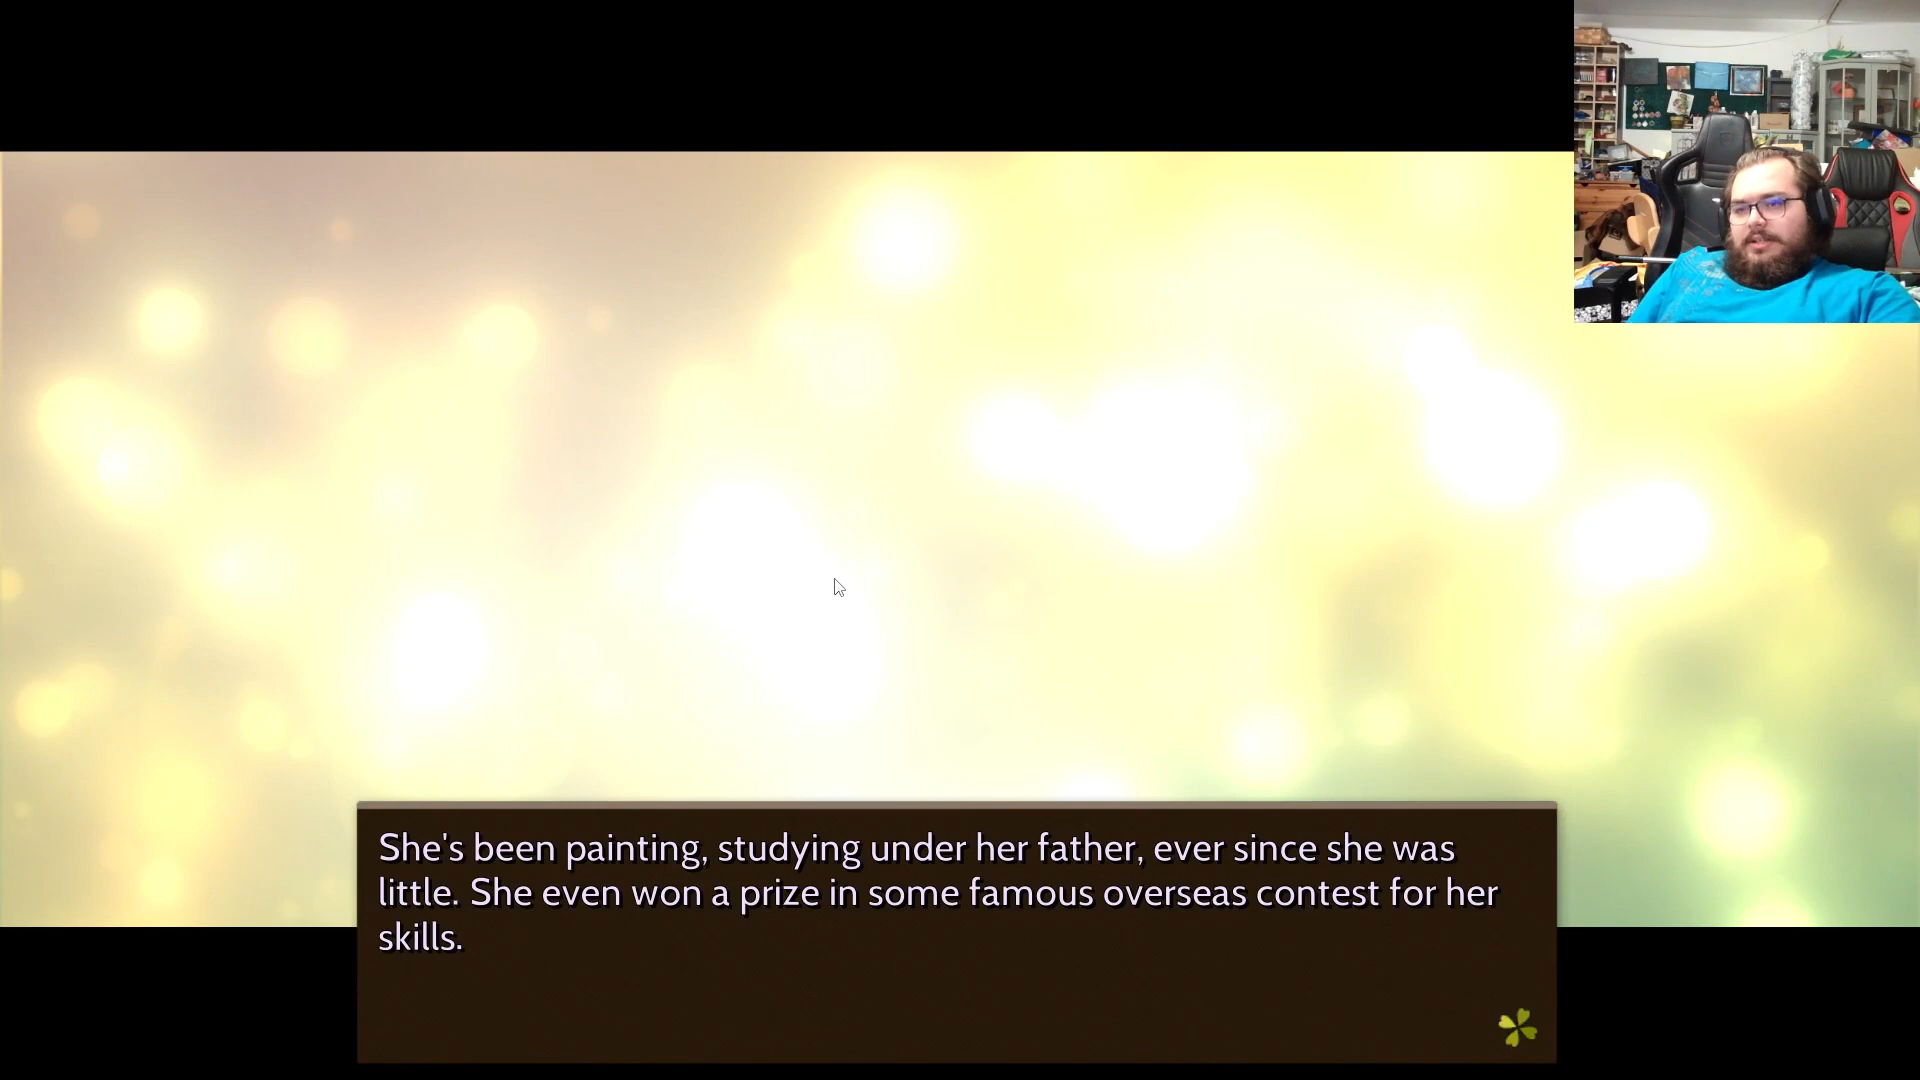 She's been painting, studying under her father, ever since she was
little. She even won a prize in some famous overseas contest for her
skills.